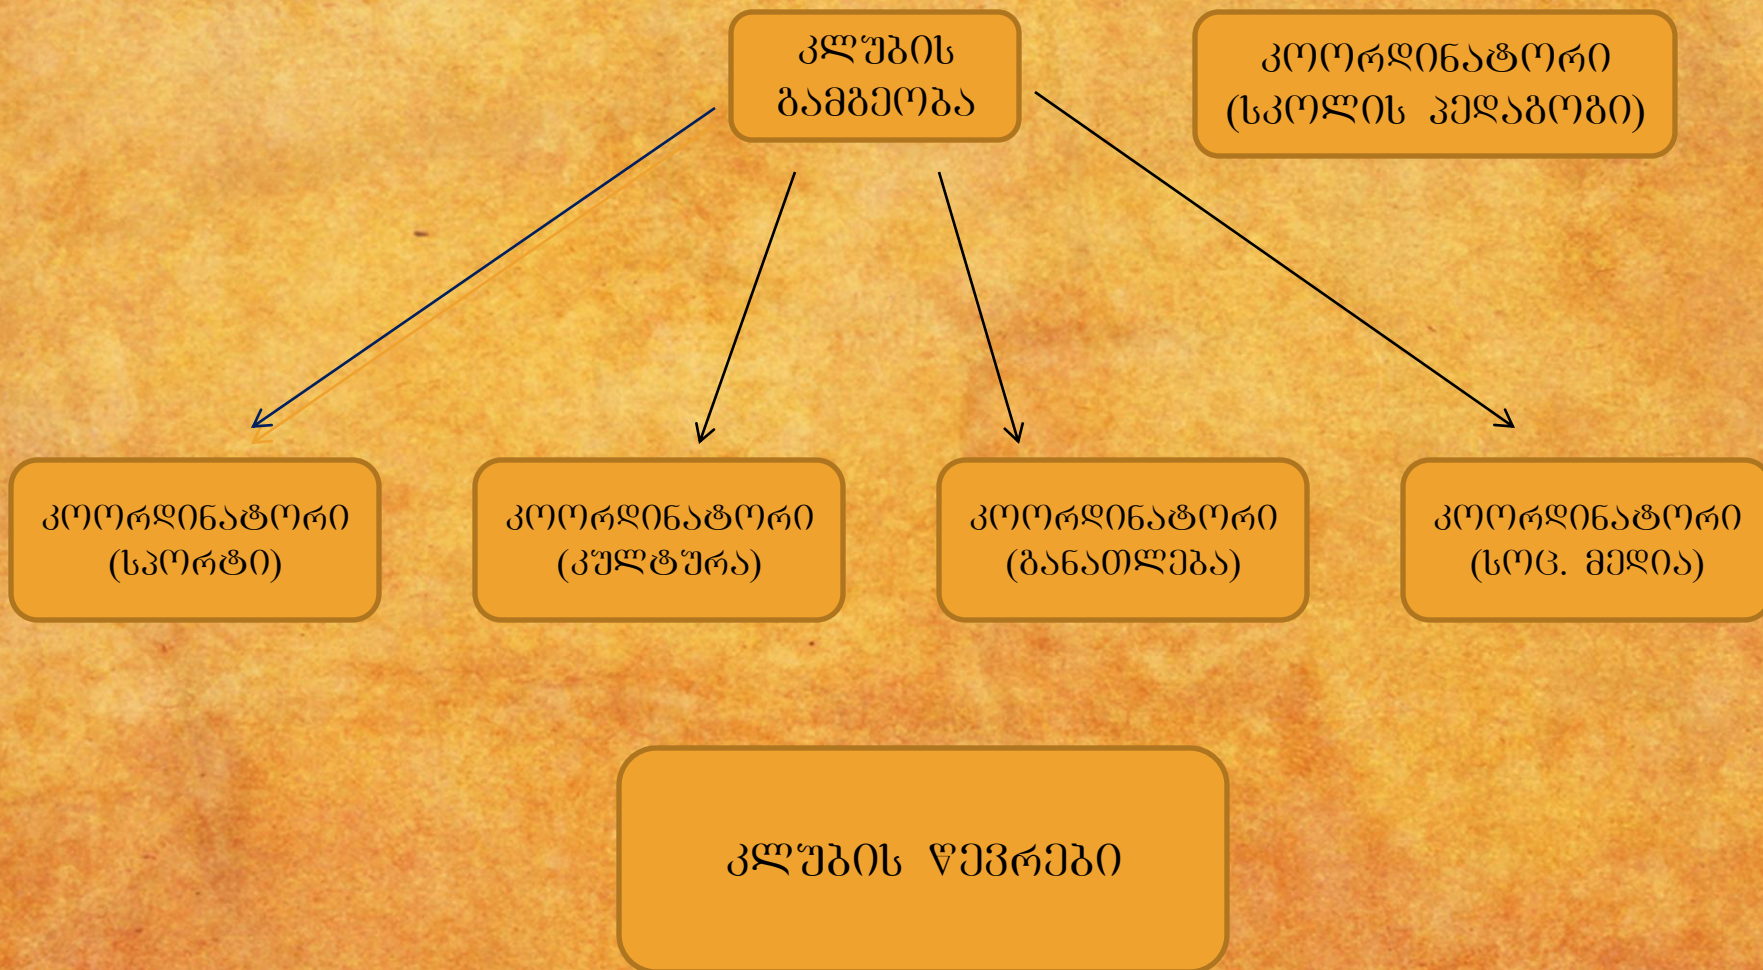 კლუბის
გამგეობა
კოორდინატორი
(სკოლის პედაგოგი)
კოორდინატორი
(სპორტი)
კოორდინატორი
(კულტურა)
კოორდინატორი
(განათლება)
კოორდინატორი
(სოც. მედია)
კლუბის წევრები